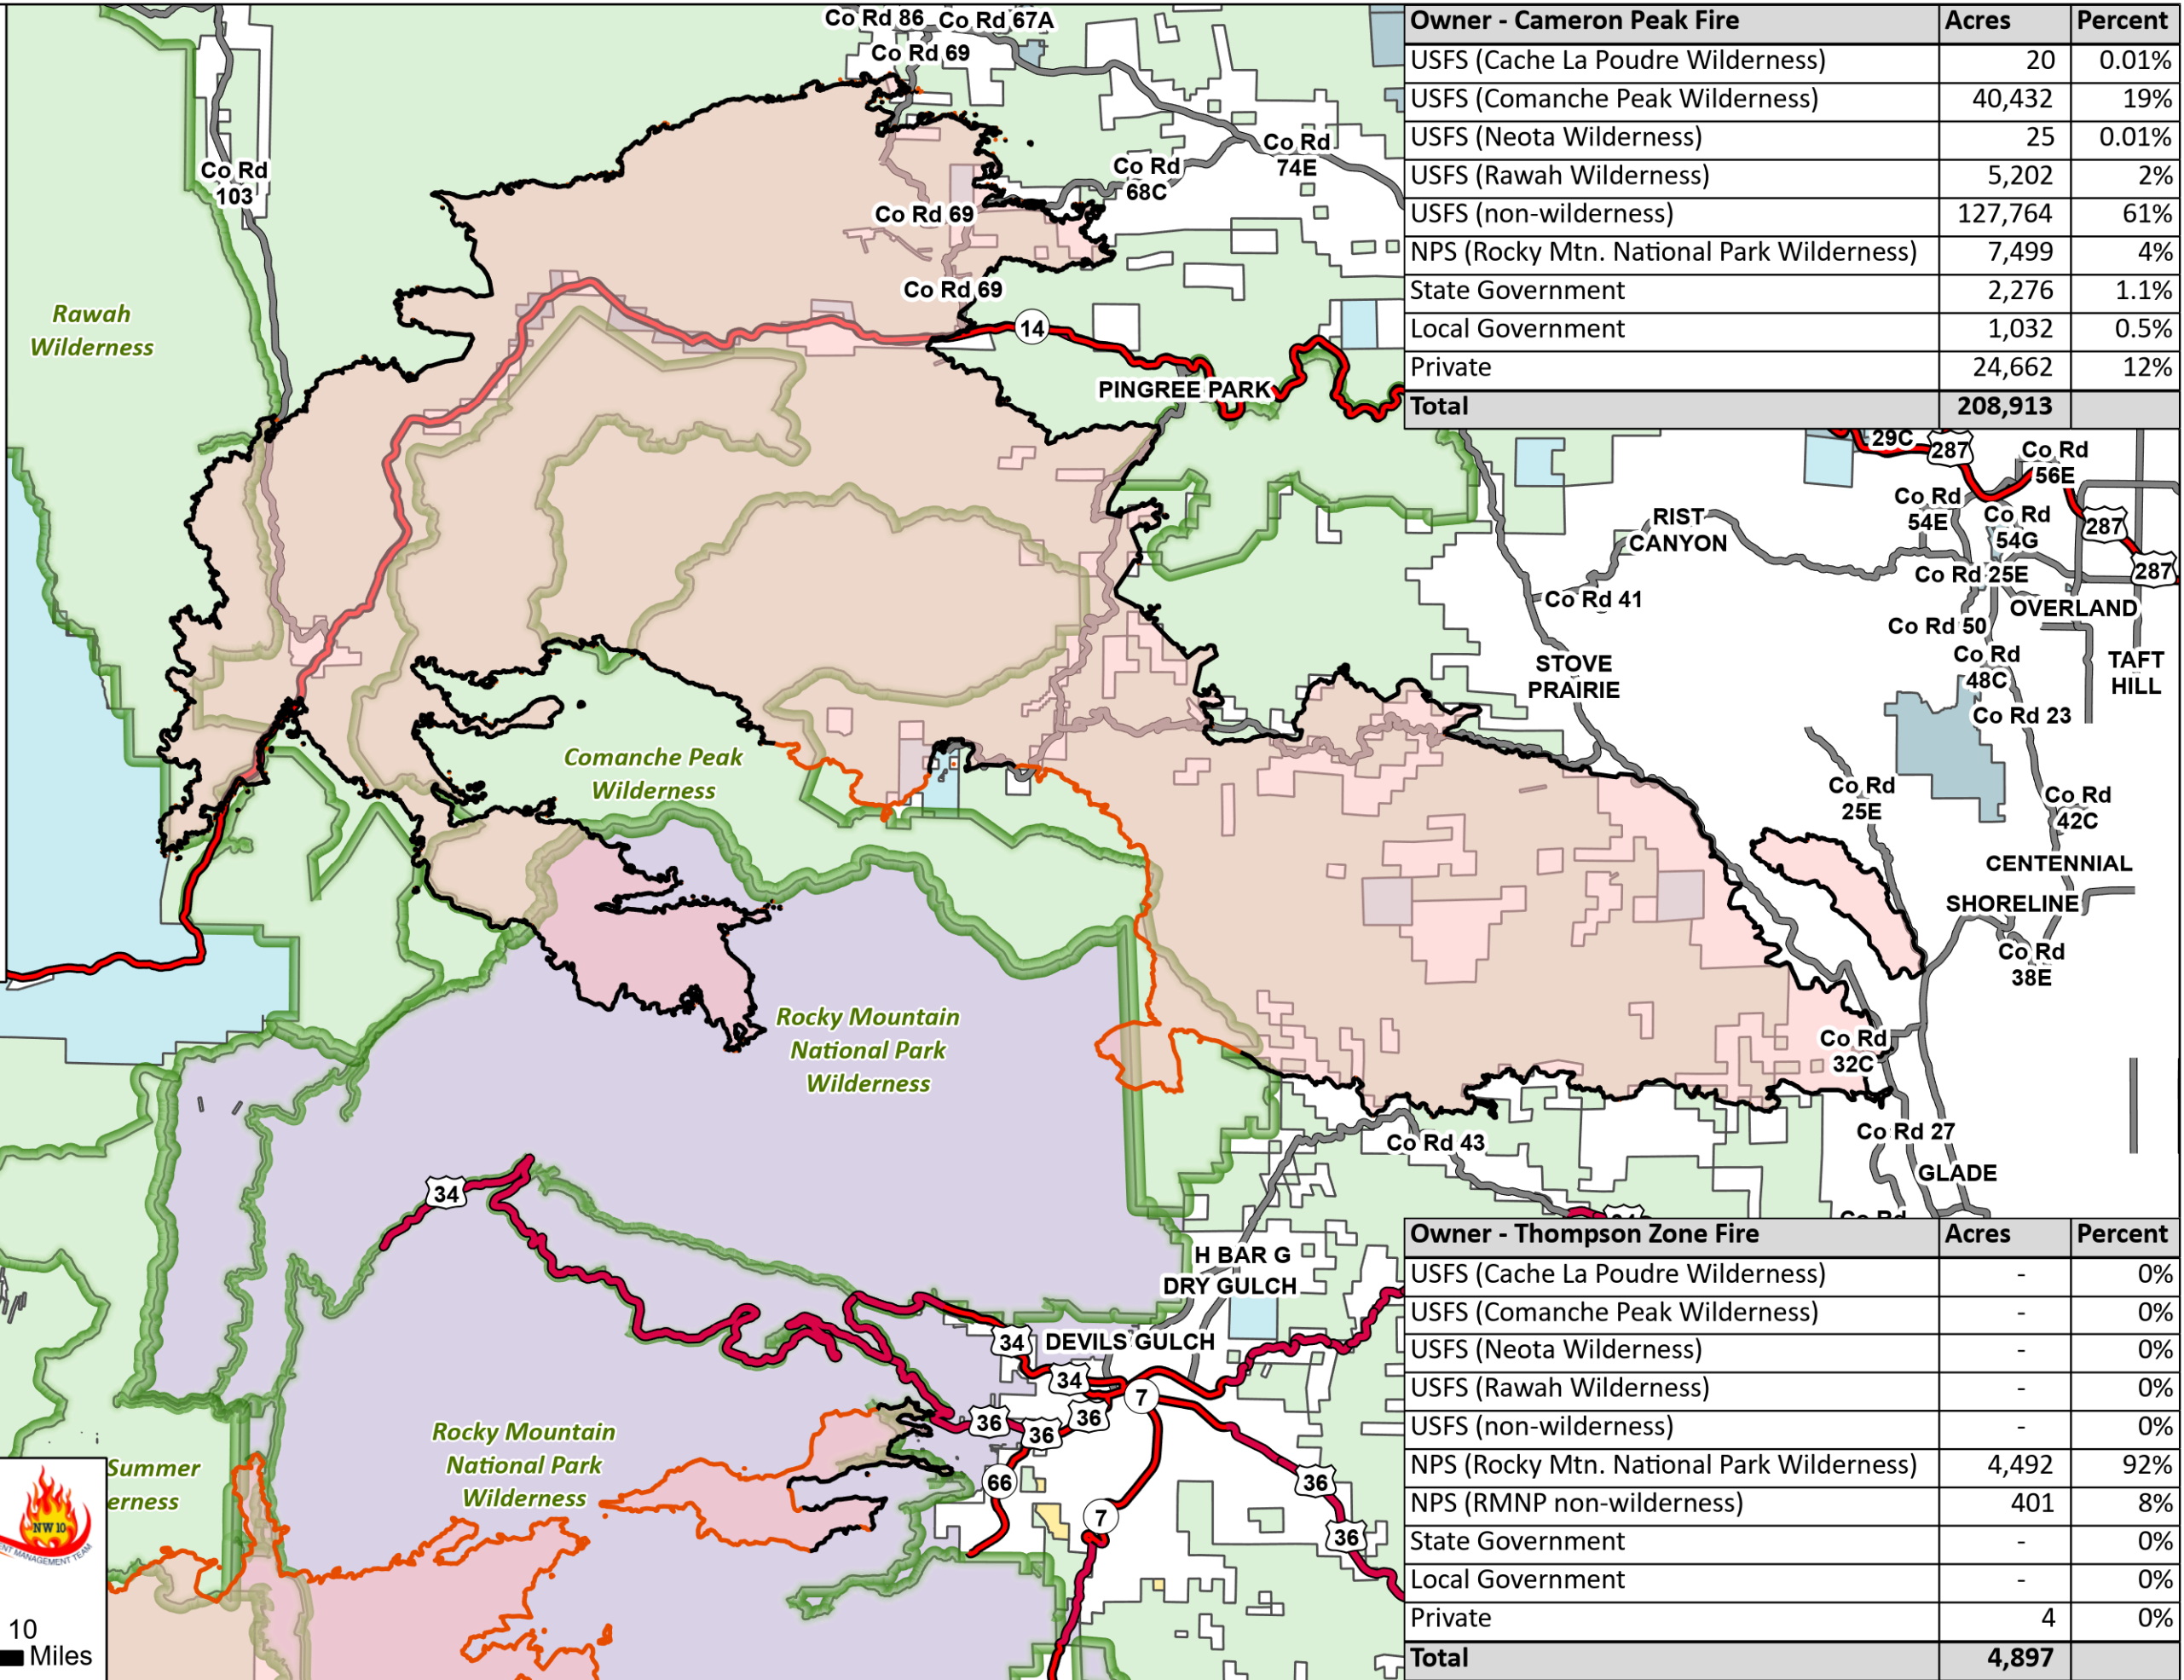 Co Rd 86
Co Rd 67A
Co Rd 69
Co Rd
103
Co Rd
74E
Co Rd
68C
Co Rd 69
Co Rd 69
Rawah
Wilderness
14
PINGREE PARK
Owner - Cameron Peak Fire Acres Percent
USFS (Cache La Poudre Wilderness) 20 0.01%
USFS (Comanche Peak Wilderness) 40,432 19%
USFS (Neota Wilderness) 25 0.01%
USFS (Rawah Wilderness) 5,202 2%
USFS (non-wilderness) 127,764 61%
NPS (Rocky Mtn. National Park Wilderness) 7,499 4%
State Government 2,276 1.1%
Local Government 1,032 0.5%
Private 24,662 12%
Total 208,913
29C
287
Co Rd
56E
Co Rd
54E
Co Rd
54G
287
287
RIST
CANYON
Co Rd 25E
Co Rd 41
OVERLAND
Co Rd 50
Co Rd
48C
TAFT
HILL
STOVE
PRAIRIE
Co Rd 23
Comanche Peak
Wilderness
Co Rd
25E
Co Rd
42C
CENTENNIAL
SHORELINE
Co Rd
38E
Rocky Mountain
National Park
Wilderness
Co Rd
32C
Co Rd 43
Co Rd 27
GLADE
34
H BAR G
DRY GULCH
34
DEVILS GULCH
34
7
36
36
36
66
36
7
36
Rocky Mountain
National Park
Wilderness
Summer
erness
NW 10
ENT MANAGEMENT TEAM
10
Miles
Co Rd
Owner - Thompson Zone Fire Acres Percent
USFS (Cache La Poudre Wilderness) - 0%
USFS (Comanche Peak Wilderness) - 0%
USFS (Neota Wilderness) - 0%
USFS (Rawah Wilderness) - 0%
USFS (non-wilderness) - 0%
NPS (Rocky Mtn. National Park Wilderness) 4,492 92%
NPS (RMNP non-wilderness) 401 8%
State Government - 0%
Local Government - 0%
Private 4 0%
Total 4,897